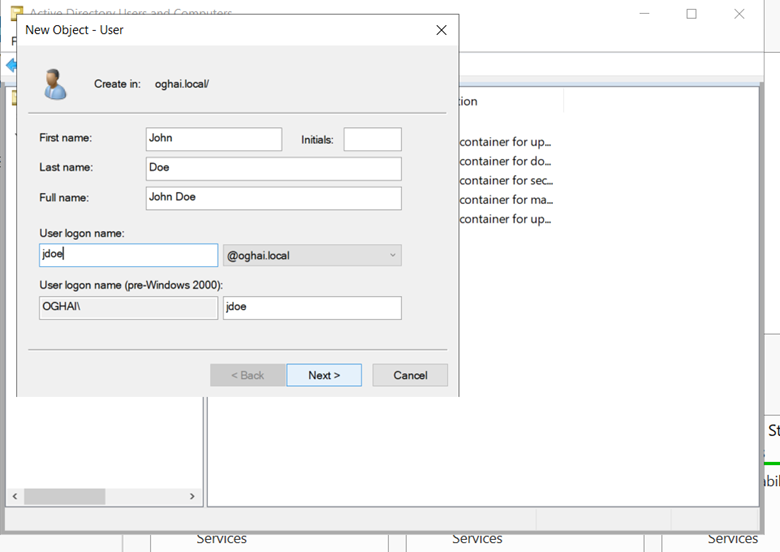 Active Directory Users and Computers
New Object - User
Create in: oghai.local/
First name: John Initials:
Last name: Doe
Full name: John Doe
User logon name:
jdoe @oghai.local
User logon name (pre-Windows 2000):
OGHAI\ jdoe
< Back Next > Cancel
tion
container for up...
container for do...
container for sec...
container for ma...
container for up...
St
abil
Services Services Services